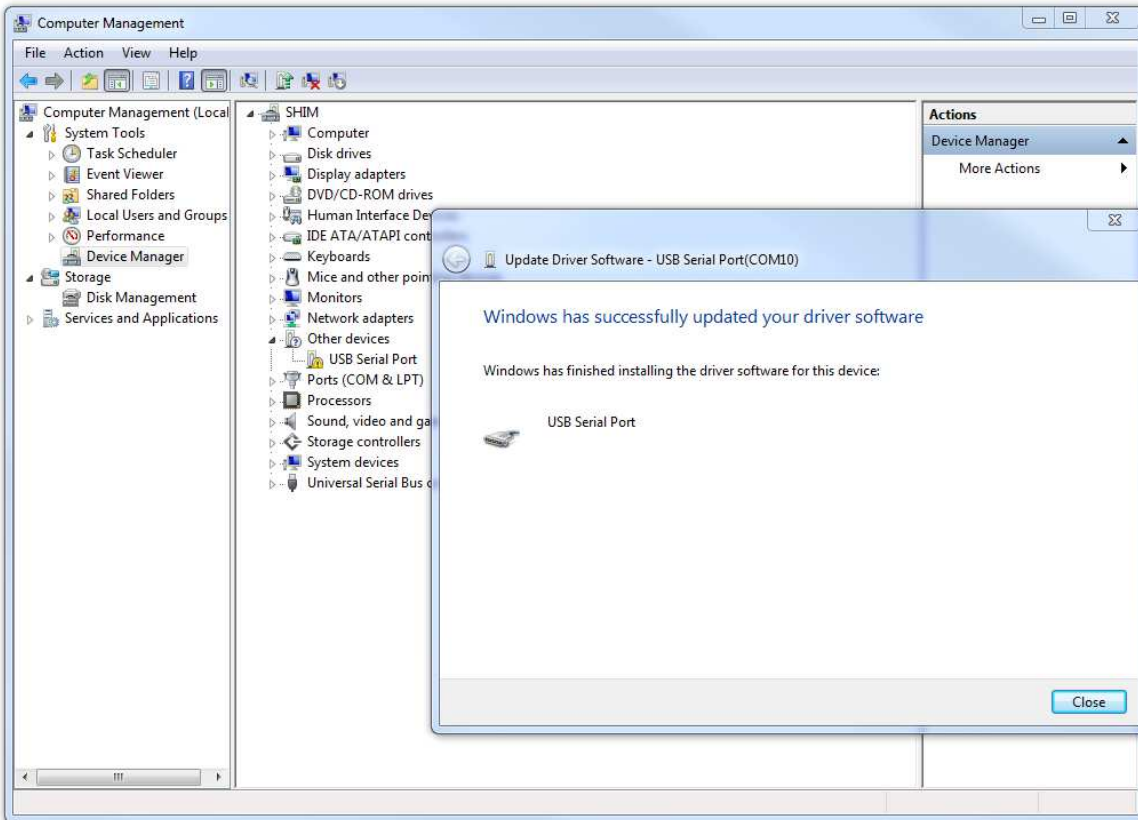 Computer Management
File Action View Help
Computer Management (Local
System Tools
Task Scheduler
Event Viewer
Shared Folders
Local Users and Groups
Performance
Device Manager
Storage
Disk Management
Services and Applications
SHIM
Computer
Disk drives
Display adapters
DVD/CD-ROM drives
Human Interface De
IDE ATA/ATAPI cont
Keyboards
Mice and other poin
Monitors
Network adapters
Other devices
USB Serial Port
Ports (COM & LPT)
Processors
Sound, video and ga
Storage controllers
System devices
Universal Serial Bus c
Actions
Device Manager
More Actions
Update Driver Software - USB Serial Port(COM10)
Windows has successfully updated your driver software
Windows has finished installing the driver software for this device:
USB Serial Port
Close